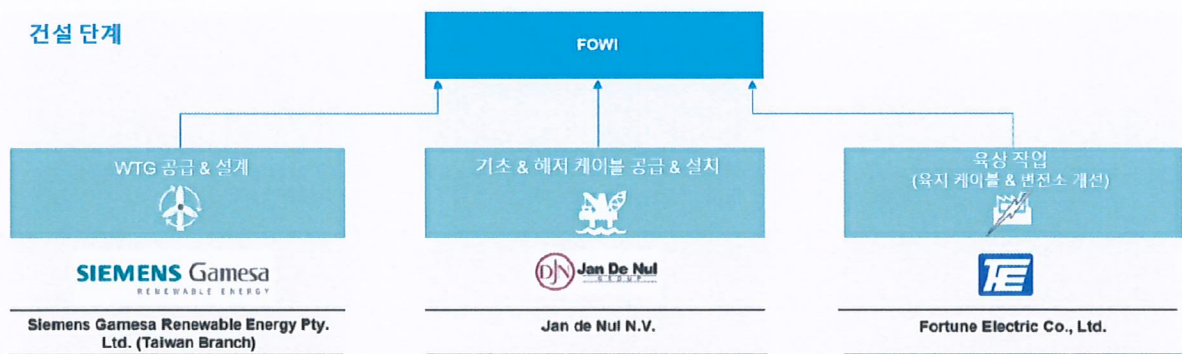 건설 단계
FOWI
WTG 공급 & 설계
기초 & 해저 케이블 공급 & 설치
육상 작업
(육지 케이블 & 변전소 개선)
SIEMENS Gamesa
RENEWABLE ENERGY
JDN Jan De Nul
GROUP
FE
Siemens Gamesa Renewable Energy Pty.
Ltd. (Taiwan Branch)
Jan de Nul N.V.
Fortune Electric Co., Ltd.